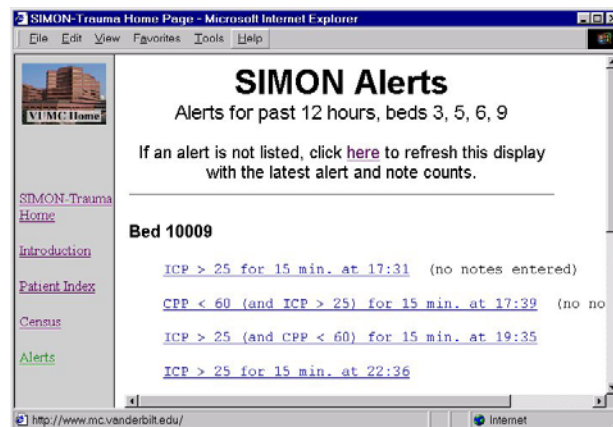 SIMON-Trauma Home Page - Microsoft Internet Explorer
File Edit View Favorites Tools Help
VUMC Home
SIMON-Trauma
Home
Introduction
Patient Index
Census
Alerts
SIMON Alerts
Alerts for past 12 hours, beds 3, 5, 6, 9
If an alert is not listed, click here to refresh this display
with the latest alert and note counts.
Bed 10009
ICP > 25 for 15 min. at 17:31 (no notes entered)
CPP < 60 (and ICP > 25) for 15 min. at 17:39 (no no
ICP > 25 (and CPP < 60) for 15 min. at 19:35
ICP > 25 for 15 min. at 22:36
http://www.mc.vanderbilt.edu/ Internet